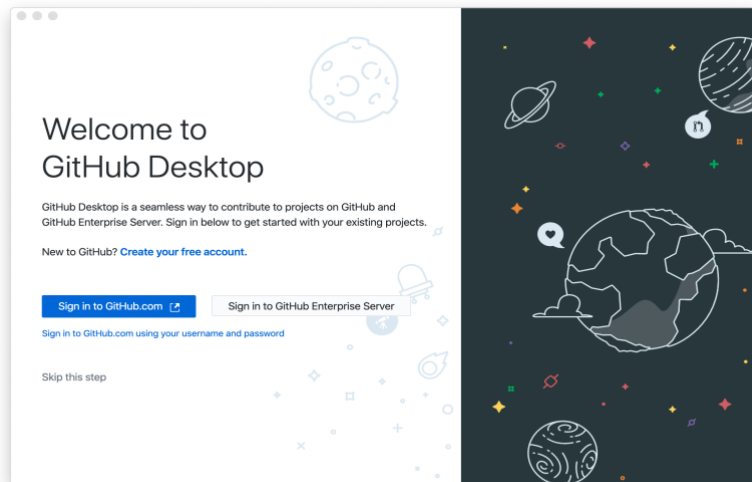 Welcome to
GitHub Desktop
GitHub Desktop is a seamless way to contribute to projects on GitHub and
GitHub Enterprise Server. Sign in below to get started with your existing projects.
New to GitHub? Create your free account.
Sign in to GitHub.com
Sign in to GitHub Enterprise Server
Sign in to GitHub.com using your username and password
Skip this step